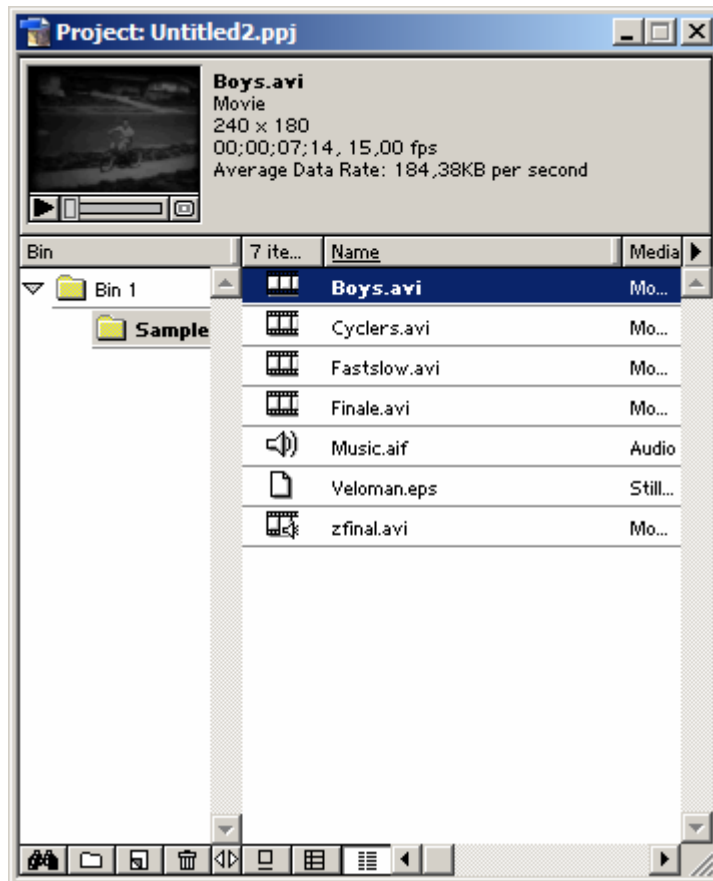 Project: Untitled2.ppj
Boys.avi
Movie
240 × 180
00;00;07;14, 15,00 fps
Average Data Rate: 184,38KB per second
Bin
7 ite...
Name
Media
Bin 1
Sample
Boys.avi Mo...
Cyclers.avi Mo...
Fastslow.avi Mo...
Finale.avi Mo...
Music.aif Audio
Veloman.eps Still...
zfinal.avi Mo...